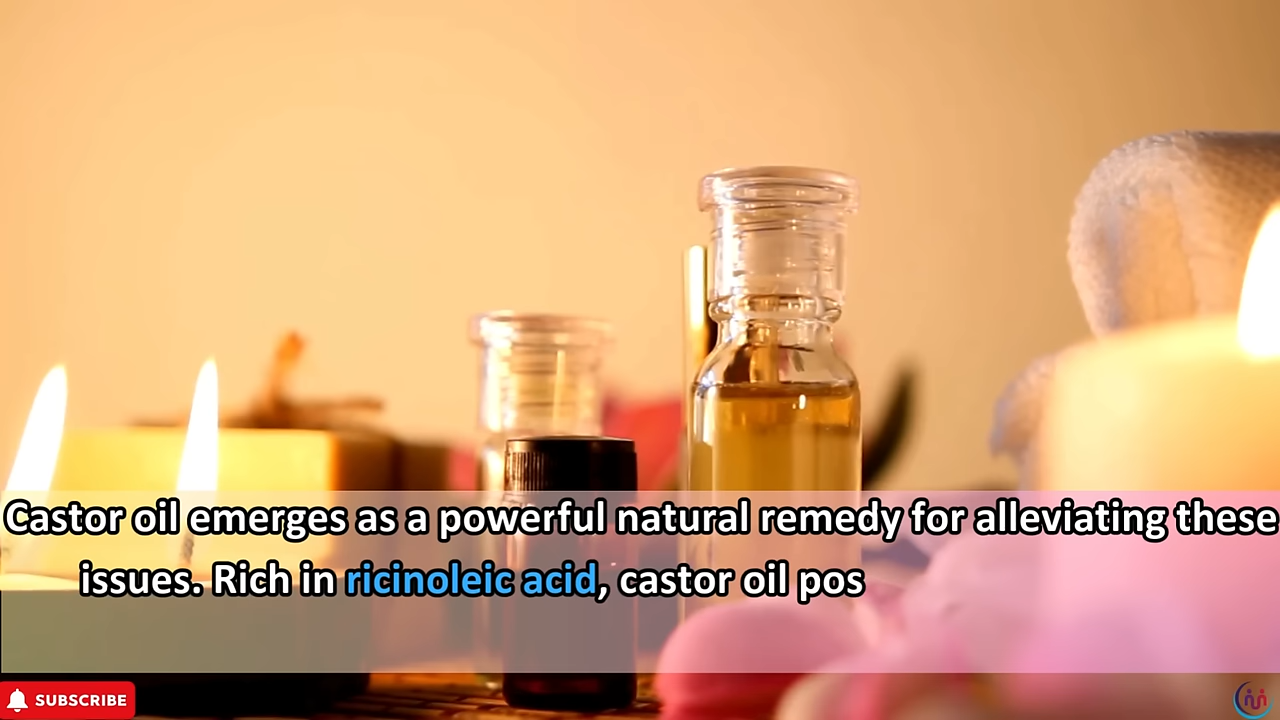 Castor oil emerges as a powerful natural remedy for alleviating these
issues. Rich in ricinoleic acid, castor oil pos
SUBSCRIBE